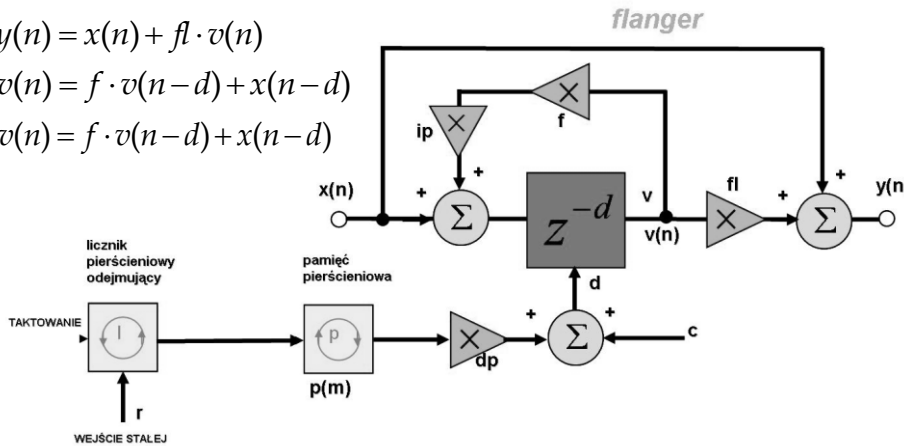 flanger
y(n) = x(n) + fl · v(n)
v(n) = f · v(n−d) + x(n−d)
v(n) = f · v(n−d) + x(n−d)
ip
×
×
f
+
x(n)
+
Σ
z^−d
v
v(n)
fl
×
+
+
Σ
y(n
licznik
pierścieniowy
odejmujący
pamięć
pierścieniowa
d
TAKTOWANIE
l
p
×
dp
+
+
Σ
c
p(m)
r
WEJŚCIE STAŁEJ